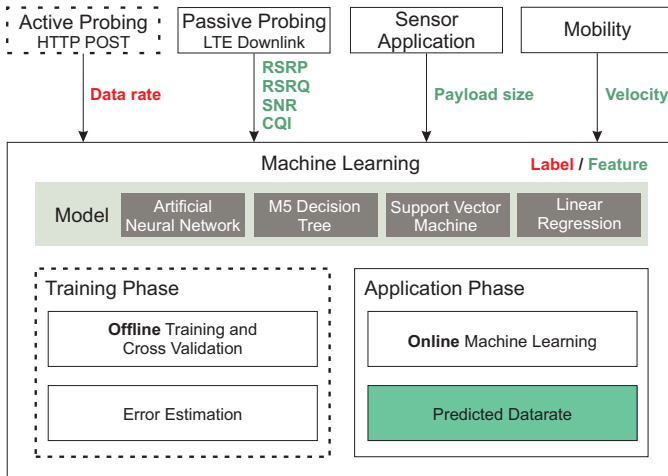 Active Probing
HTTP POST
Passive Probing
LTE Downlink
Sensor
Application
Mobility
Data rate
RSRP
RSRQ
SNR
CQI
Payload size
Velocity
Machine Learning
Label / Feature
Model
Artificial
Neural Network
M5 Decision
Tree
Support Vector
Machine
Linear
Regression
Training Phase
Offline Training and
Cross Validation
Error Estimation
Application Phase
Online Machine Learning
Predicted Datarate